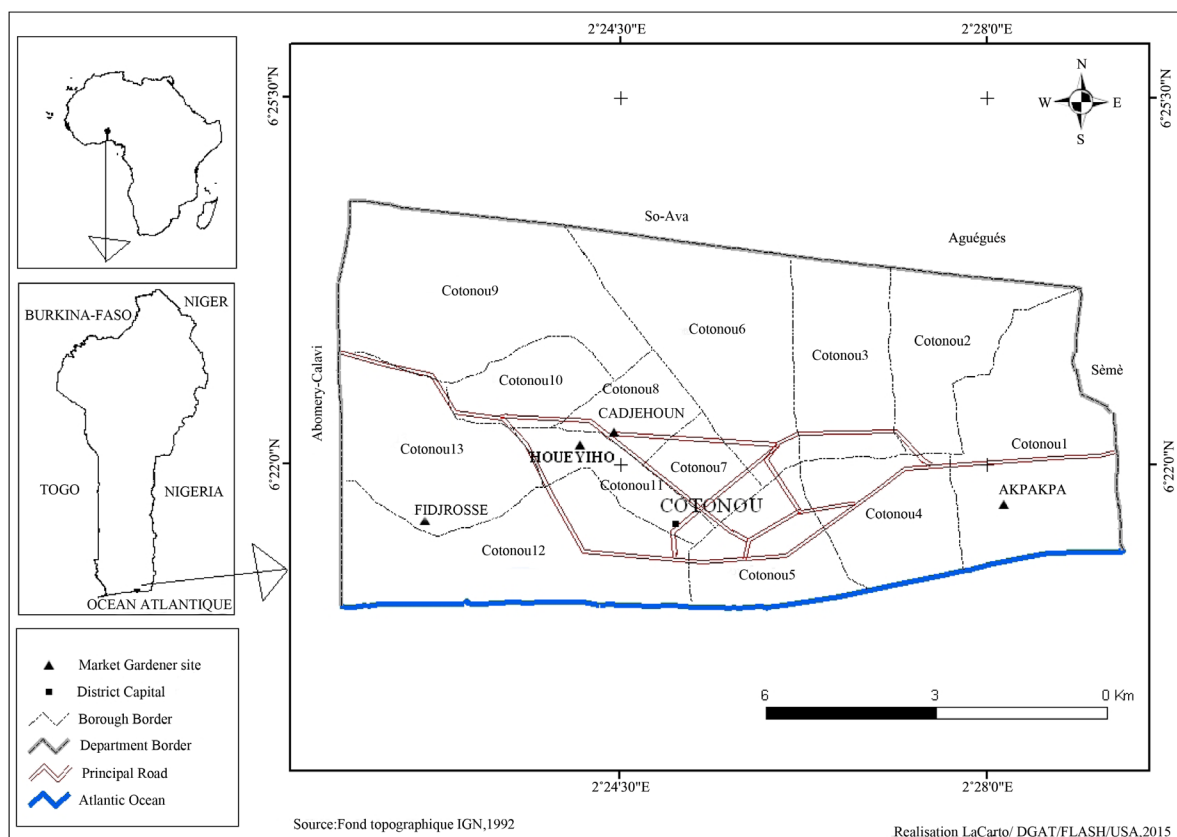 2°24'30"E
2°28'0"E
6°25'30"N
6°25'30"N
N
W
E
S
So-Ava
Aguégués
NIGER
BURKINA-FASO
Cotonou9
Cotonou6
Cotonou2
Cotonou3
Sèmè
Cotonou10
Cotonou8
CADJEHOUN
Abomery-Calavi
Cotonou13
HOUEYIHO
Cotonou7
Cotonou1
6°22'0"N
6°22'0"N
TOGO
NIGERIA
Cotonou11
AKPAKPA
FIDJROSSE
COTONOU
Cotonou4
Cotonou12
Cotonou5
OCEAN ATLANTIQUE
Market Gardener site
District Capital
Borough Border
Department Border
Principal Road
Atlantic Ocean
6
3
0 Km
2°24'30"E
2°28'0"E
Source:Fond topographique IGN,1992
Realisation LaCarto/ DGAT/FLASH/USA,2015